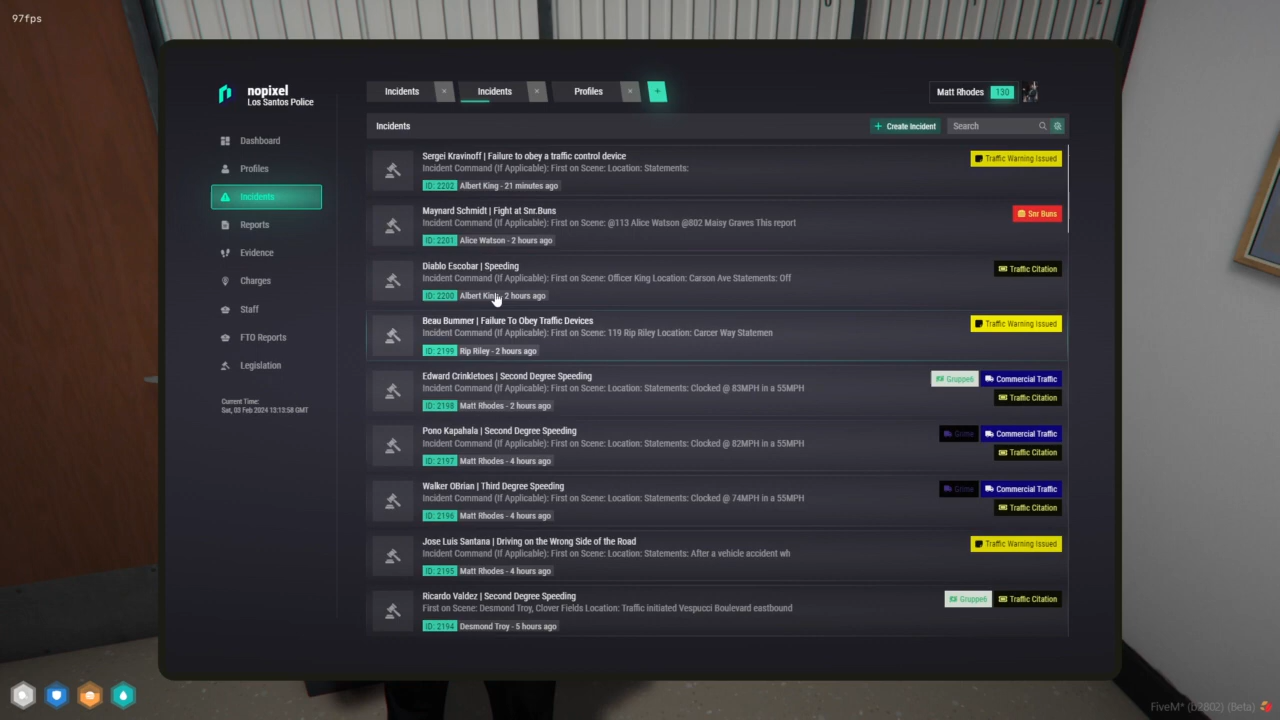 97fps
nopixel
Los Santos Police
Incidents
Incidents
Profiles
+
Matt Rhodes 130
Dashboard
Profiles
Incidents
Reports
Evidence
Charges
Staff
FTO Reports
Legislation
Current Time:
Sat, 03 Feb 2024 13:13:58 GMT
Incidents
+ Create Incident
Search
Sergei Kravinoff | Failure to obey a traffic control device
Incident Command (If Applicable): First on Scene: Location: Statements:
ID: 2202 Albert King - 21 minutes ago
Traffic Warning Issued
Maynard Schmidt | Fight at Snr.Buns
Incident Command (If Applicable): First on Scene: @113 Alice Watson @802 Maisy Graves This report
ID: 2201 Alice Watson - 2 hours ago
Snr Buns
Diablo Escobar | Speeding
Incident Command (If Applicable): First on Scene: Officer King Location: Carson Ave Statements: Off
ID: 2200 Albert King 2 hours ago
Traffic Citation
Beau Bummer | Failure To Obey Traffic Devices
Incident Command (If Applicable): First on Scene: 119 Rip Riley Location: Carcer Way Statemen
ID: 2199 Rip Riley - 2 hours ago
Traffic Warning Issued
Edward Crinkletoes | Second Degree Speeding
Incident Command (If Applicable): First on Scene: Location: Statements: Clocked @ 83MPH in a 55MPH
ID: 2198 Matt Rhodes - 2 hours ago
Gruppe6 Commercial Traffic
Traffic Citation
Pono Kapahala | Second Degree Speeding
Incident Command (If Applicable): First on Scene: Location: Statements: Clocked @ 82MPH in a 55MPH
ID: 2197 Matt Rhodes - 4 hours ago
Grime Commercial Traffic
Traffic Citation
Walker OBrian | Third Degree Speeding
Incident Command (If Applicable): First on Scene: Location: Statements: Clocked @ 74MPH in a 55MPH
ID: 2196 Matt Rhodes - 4 hours ago
Grime Commercial Traffic
Traffic Citation
Jose Luis Santana | Driving on the Wrong Side of the Road
Incident Command (If Applicable): First on Scene: Location: Statements: After a vehicle accident wh
ID: 2195 Matt Rhodes - 4 hours ago
Traffic Warning Issued
Ricardo Valdez | Second Degree Speeding
First on Scene: Desmond Troy, Clover Fields Location: Traffic initiated Vespucci Boulevard eastbound
ID: 2194 Desmond Troy - 5 hours ago
Gruppe6 Traffic Citation
FiveM* (b2802) (Beta)